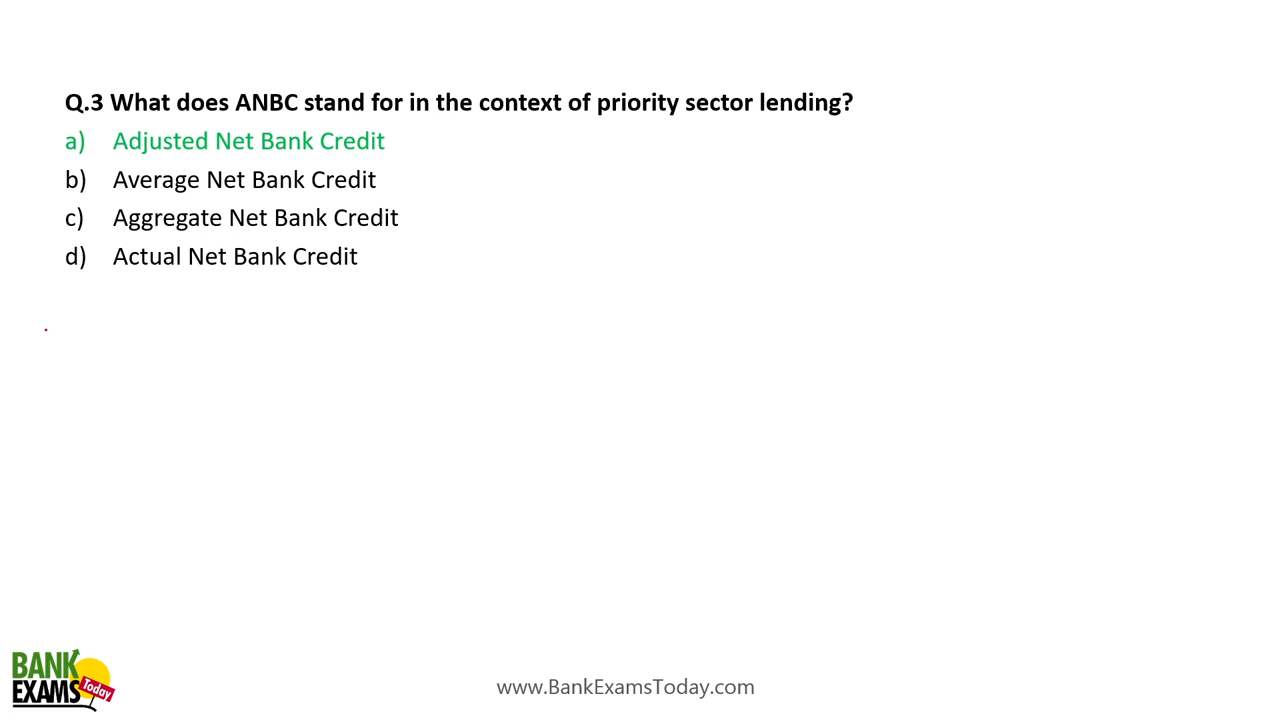 Q.3 What does ANBC stand for in the context of priority sector lending?
a) Adjusted Net Bank Credit
b) Average Net Bank Credit
c) Aggregate Net Bank Credit
d) Actual Net Bank Credit
BANK
EXAMS Today
www.BankExamsToday.com